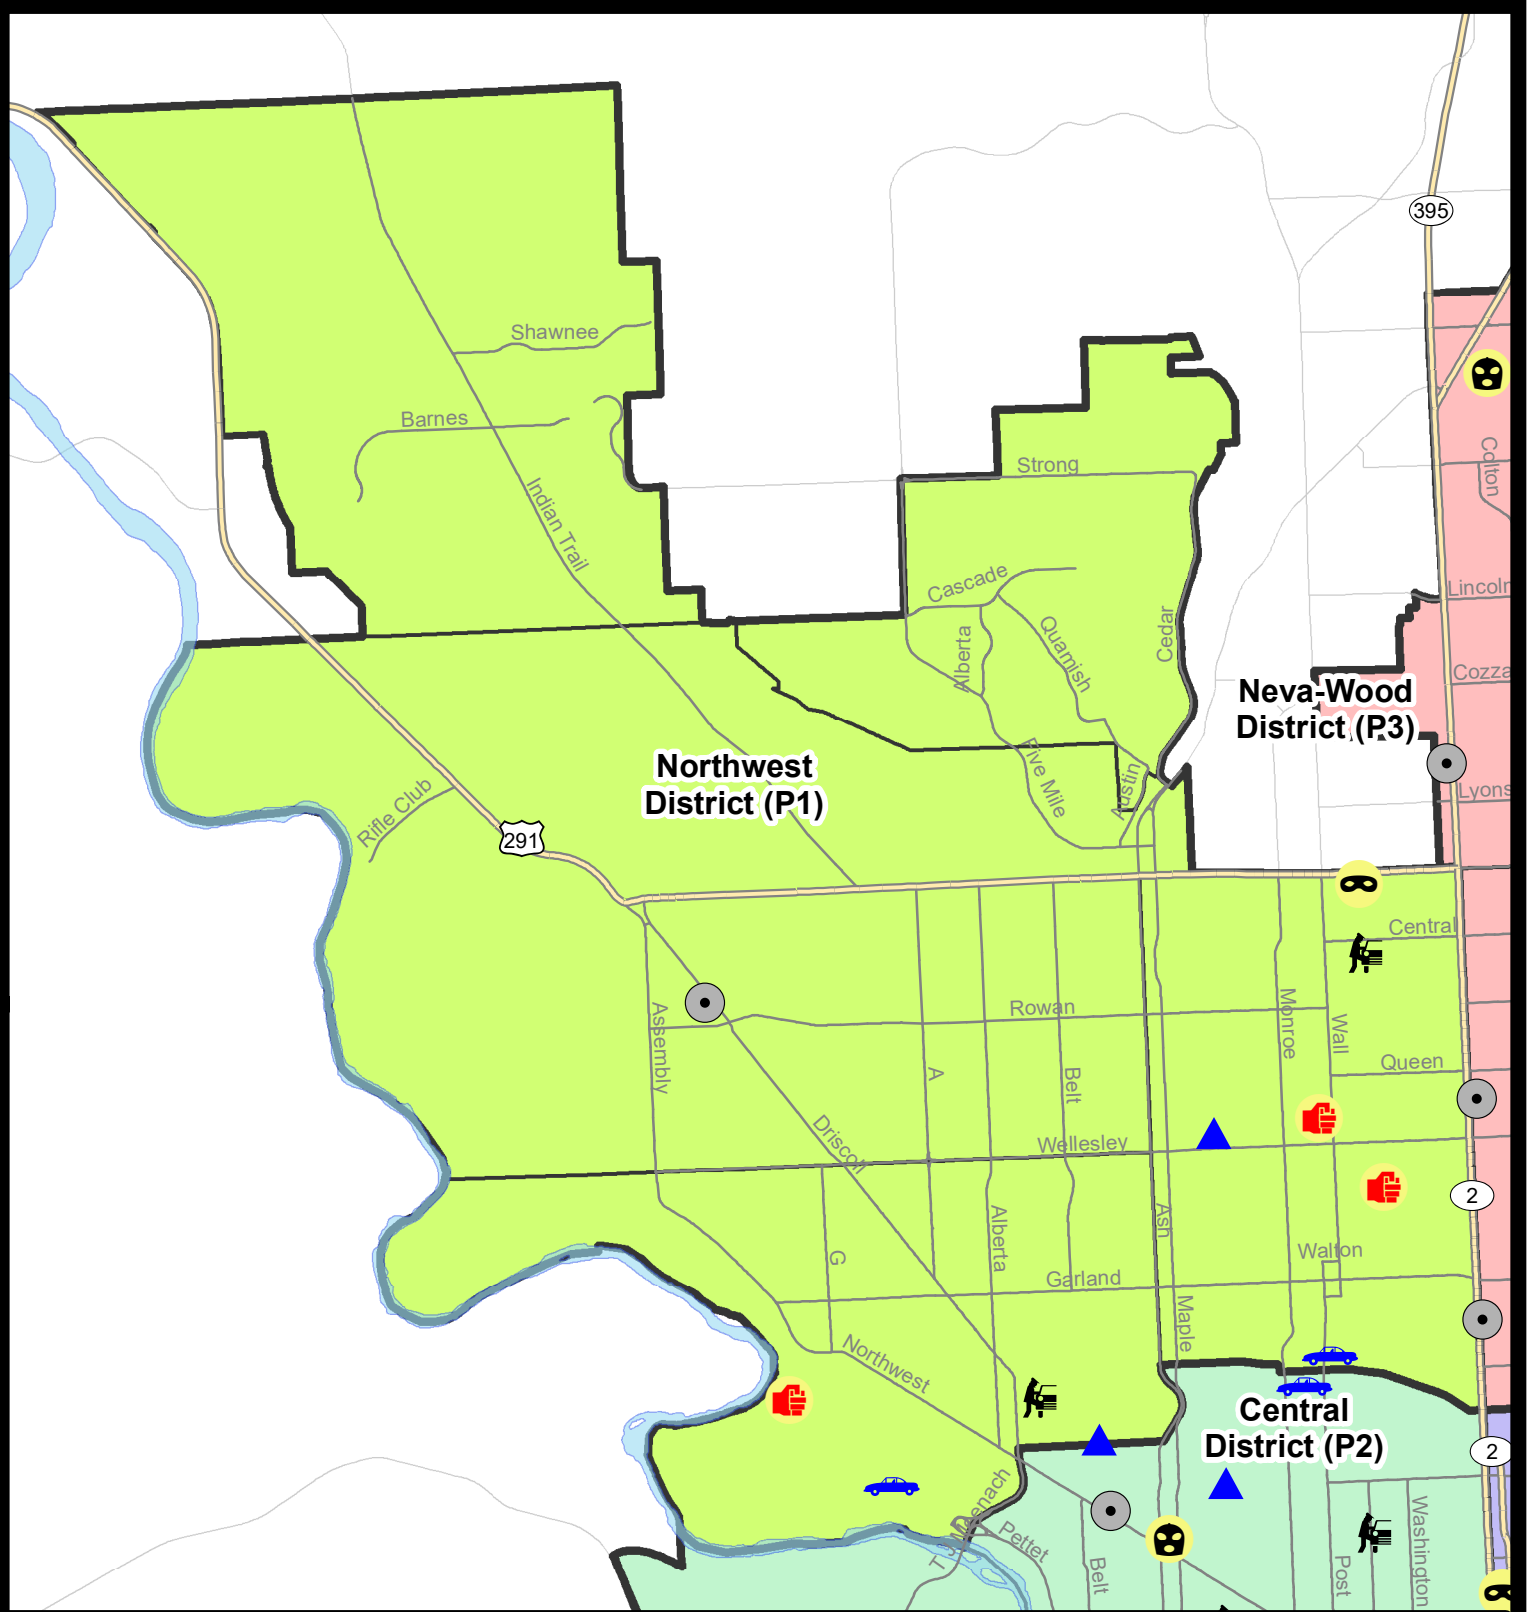 395
Shawnee
Barnes
Colton
Strong
Indian Trail
Cascade
Lincoln
Alberta
Quamish
Cedar
Cozza
Neva-Wood
District (P3)
Northwest
District (P1)
Five Mile
Austin
Lyons
Rifle Club
291
Central
Rowan
Assembly
Monroe
Wall
Queen
A
Belt
Driscoll
Wellesley
2
Alberta
Ash
G
Walton
Garland
Maple
Northwest
Central
District (P2)
2
T J Meenach
Pettet
Belt
Post
Washington